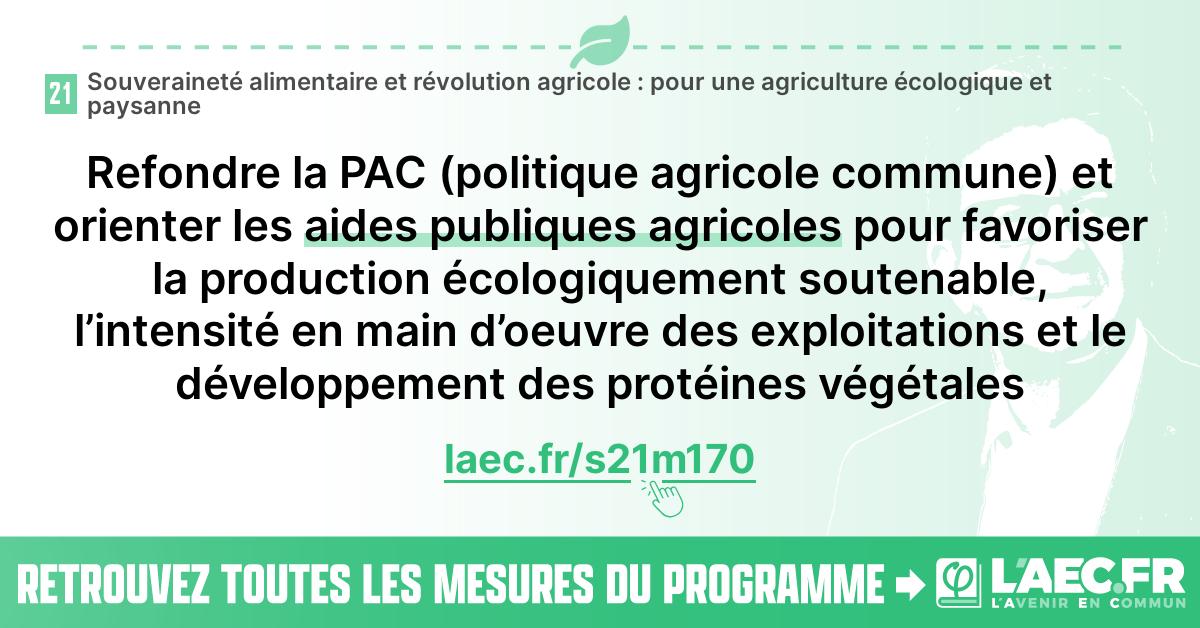 21
Souveraineté alimentaire et révolution agricole : pour une agriculture écologique et
paysanne
Refondre la PAC (politique agricole commune) et
orienter les aides publiques agricoles pour favoriser
la production écologiquement soutenable,
l’intensité en main d’oeuvre des exploitations et le
développement des protéines végétales
laec.fr/s21m170
RETROUVEZ TOUTES LES MESURES DU PROGRAMME
φ L'AEC.FR
L'AVENIR EN COMMUN